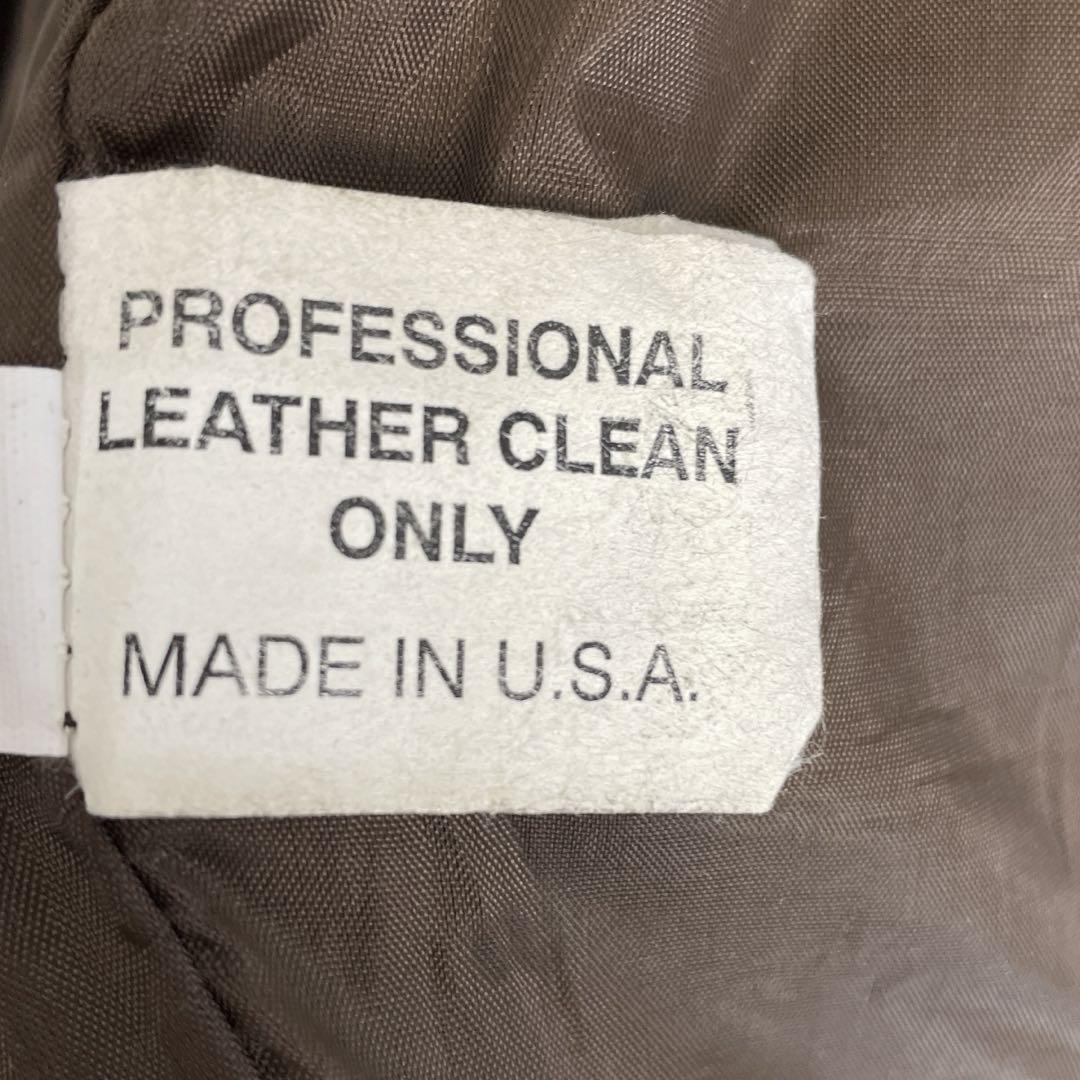 PROFESSIONAL
LEATHER CLEAN
ONLY
MADE IN U.S.A.